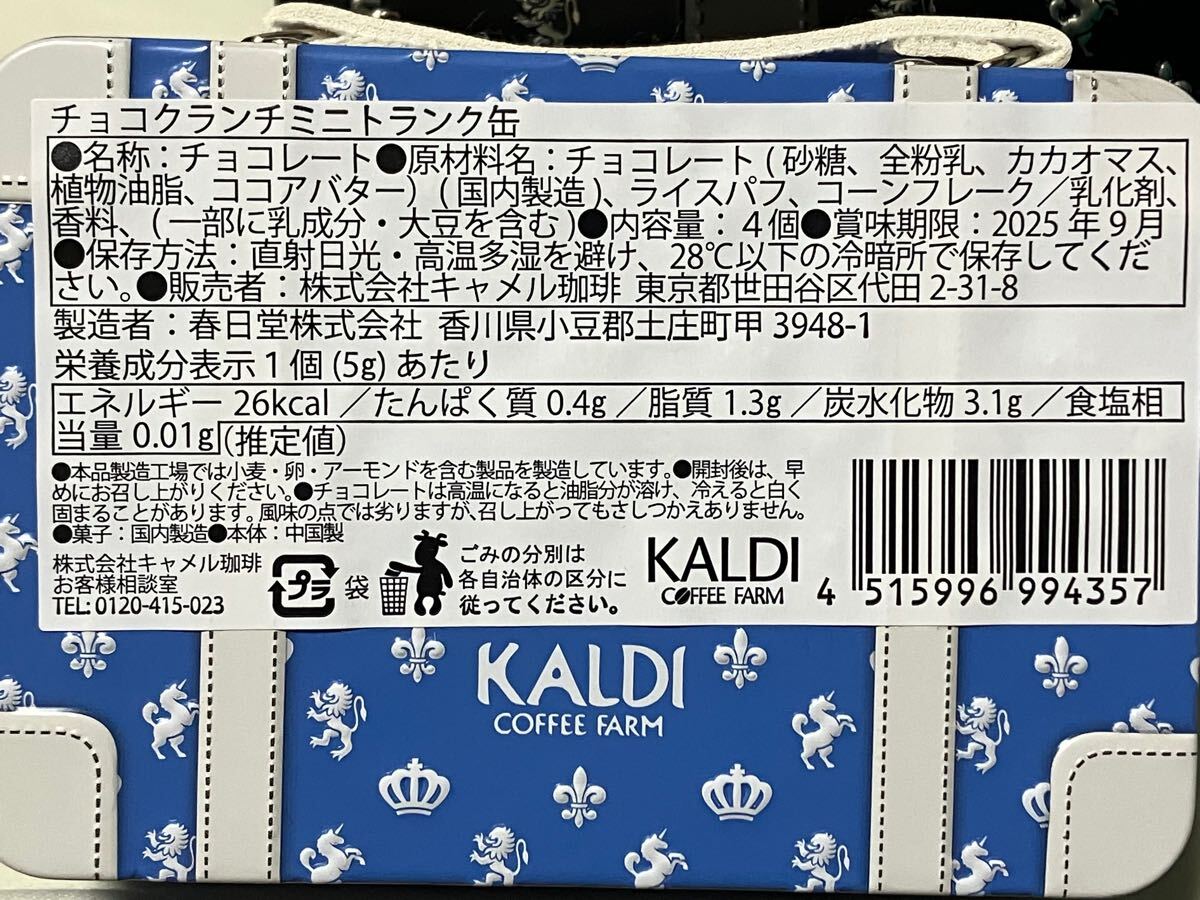 チョコクランチミニトランク缶
●名称：チョコレート●原材料名：チョコレート(砂糖、全粉乳、カカオマス、
植物油脂、ココアバター）(国内製造)、ライスパフ、コーンフレーク／乳化剤、
香料、(一部に乳成分・大豆を含む)●内容量：４個●賞味期限：2025年9月
●保存方法：直射日光・高温多湿を避け、28℃以下の冷暗所で保存してくだ
さい。●販売者：株式会社キャメル珈琲 東京都世田谷区代田2-31-8
製造者：春日堂株式会社 香川県小豆郡土庄町甲3948-1
栄養成分表示１個(5g)あたり
エネルギー 26kcal ／たんぱく質 0.4g ／脂質 1.3g ／炭水化物 3.1g ／食塩相
当量 0.01g(推定値)
●本品製造工場では小麦・卵・アーモンドを含む製品を製造しています。●開封後は、早
めにお召し上がりください。●チョコレートは高温になると油脂分が溶け、冷えると白く
固まることがあります。風味の点では劣りますが、召し上がってもさしつかえありません。
●菓子：国内製造●本体：中国製
株式会社キャメル珈琲
お客様相談室
TEL: 0120-415-023
プラ 袋
ごみの分別は
各自治体の区分に
従ってください。
KALDI
COFFEE FARM
4 515996 994357
KALDI
COFFEE FARM